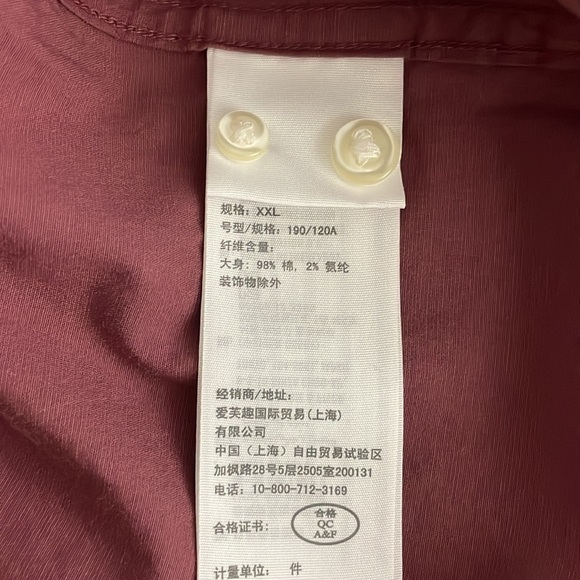 规格: XXL
号型/规格: 190/120A
纤维含量:
大身: 98% 棉, 2% 氨纶
装饰物除外
经销商/地址:
爱芙趣国际贸易(上海)
有限公司
中国（上海）自由贸易试验区
加枫路28号5层2505室200131
电话: 10-800-712-3169
合格证书:
合格
QC
A&F
计量单位: 件